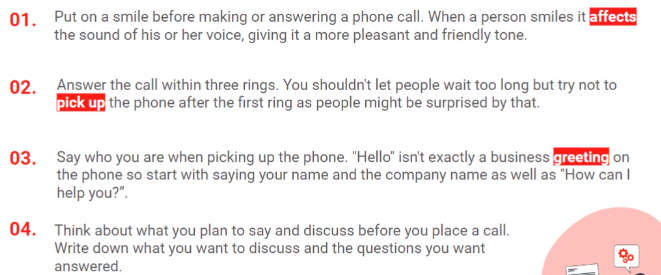 01. Put on a smile before making or answering a phone call. When a person smiles it affects
the sound of his or her voice, giving it a more pleasant and friendly tone.
02. Answer the call within three rings. You shouldn't let people wait too long but try not to
pick up the phone after the first ring as people might be surprised by that.
03. Say who you are when picking up the phone. "Hello" isn't exactly a business greeting on
the phone so start with saying your name and the company name as well as "How can I
help you?".
04. Think about what you plan to say and discuss before you place a call.
Write down what you want to discuss and the questions you want
answered.